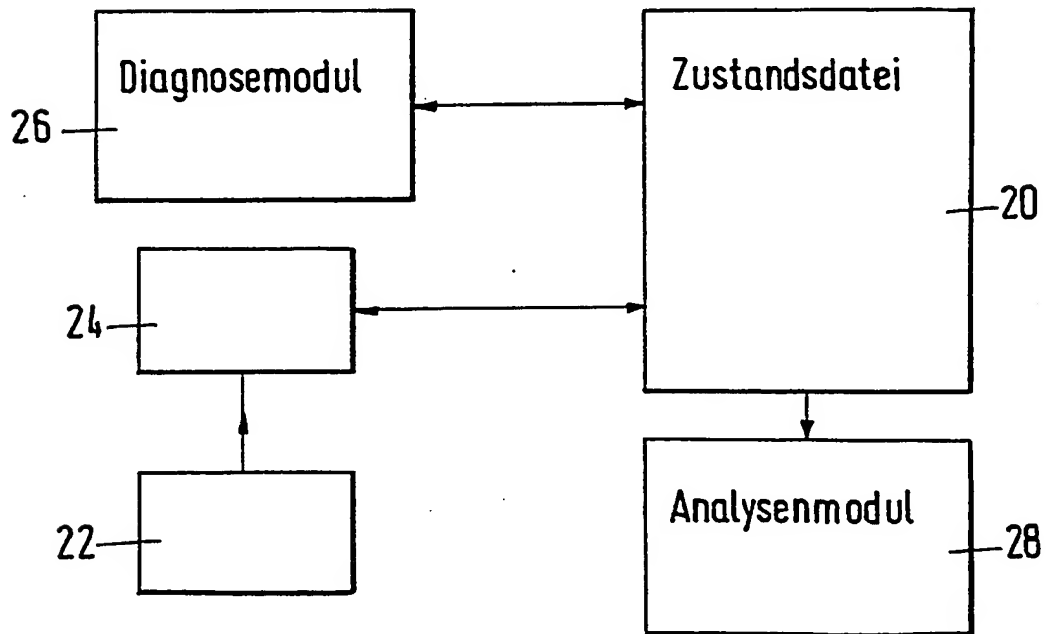 Diagnosemodul
Zustandsdatei
26
20
24
22
Analysenmodul
28